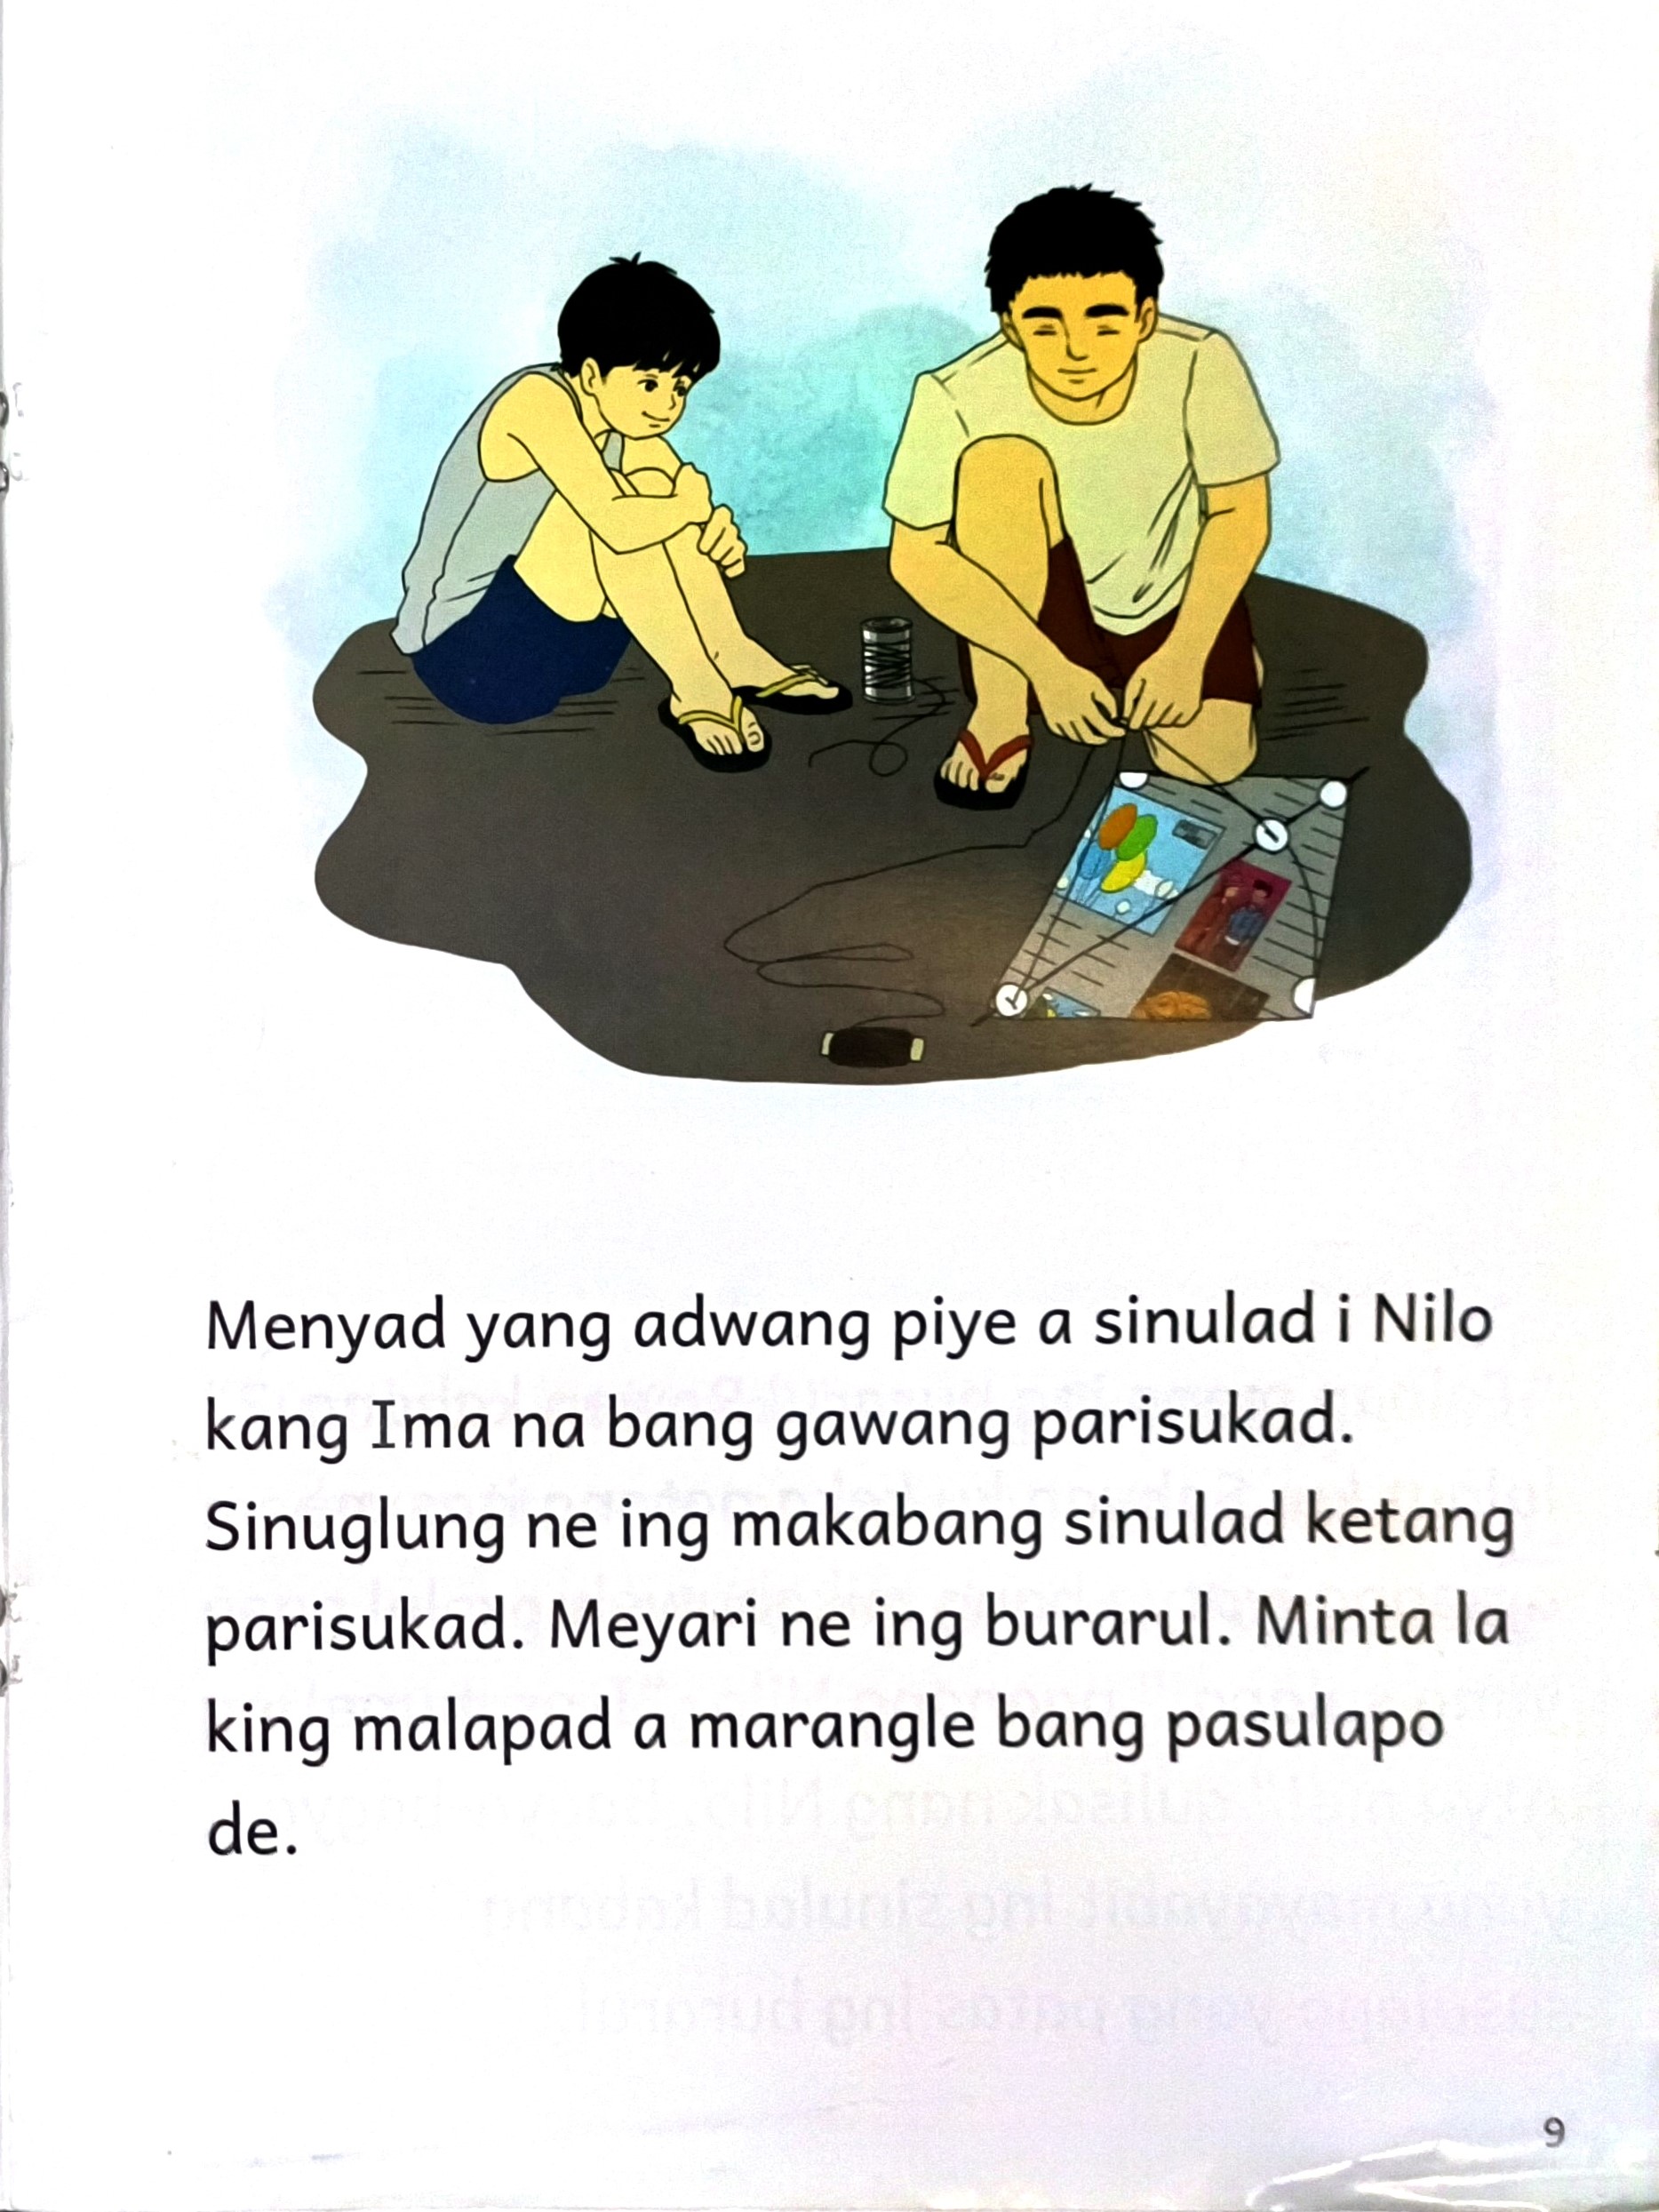 Menyad yang adwang piye a sinulad i Nilo
kang Ima na bang gawang parisukad.
Sinuglung ne ing makabang sinulad ketang
parisukad. Meyari ne ing burarul. Minta la
king malapad a marangle bang pasulapo
de.
9